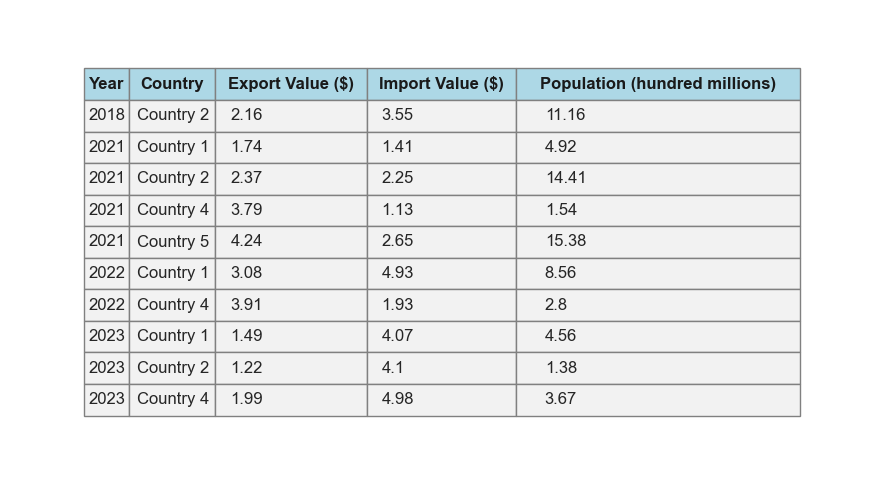 Year Country Export Value ($) Import Value ($) Population (hundred millions)
2018 Country 2 2.16 3.55 11.16
2021 Country 1 1.74 1.41 4.92
2021 Country 2 2.37 2.25 14.41
2021 Country 4 3.79 1.13 1.54
2021 Country 5 4.24 2.65 15.38
2022 Country 1 3.08 4.93 8.56
2022 Country 4 3.91 1.93 2.8
2023 Country 1 1.49 4.07 4.56
2023 Country 2 1.22 4.1 1.38
2023 Country 4 1.99 4.98 3.67